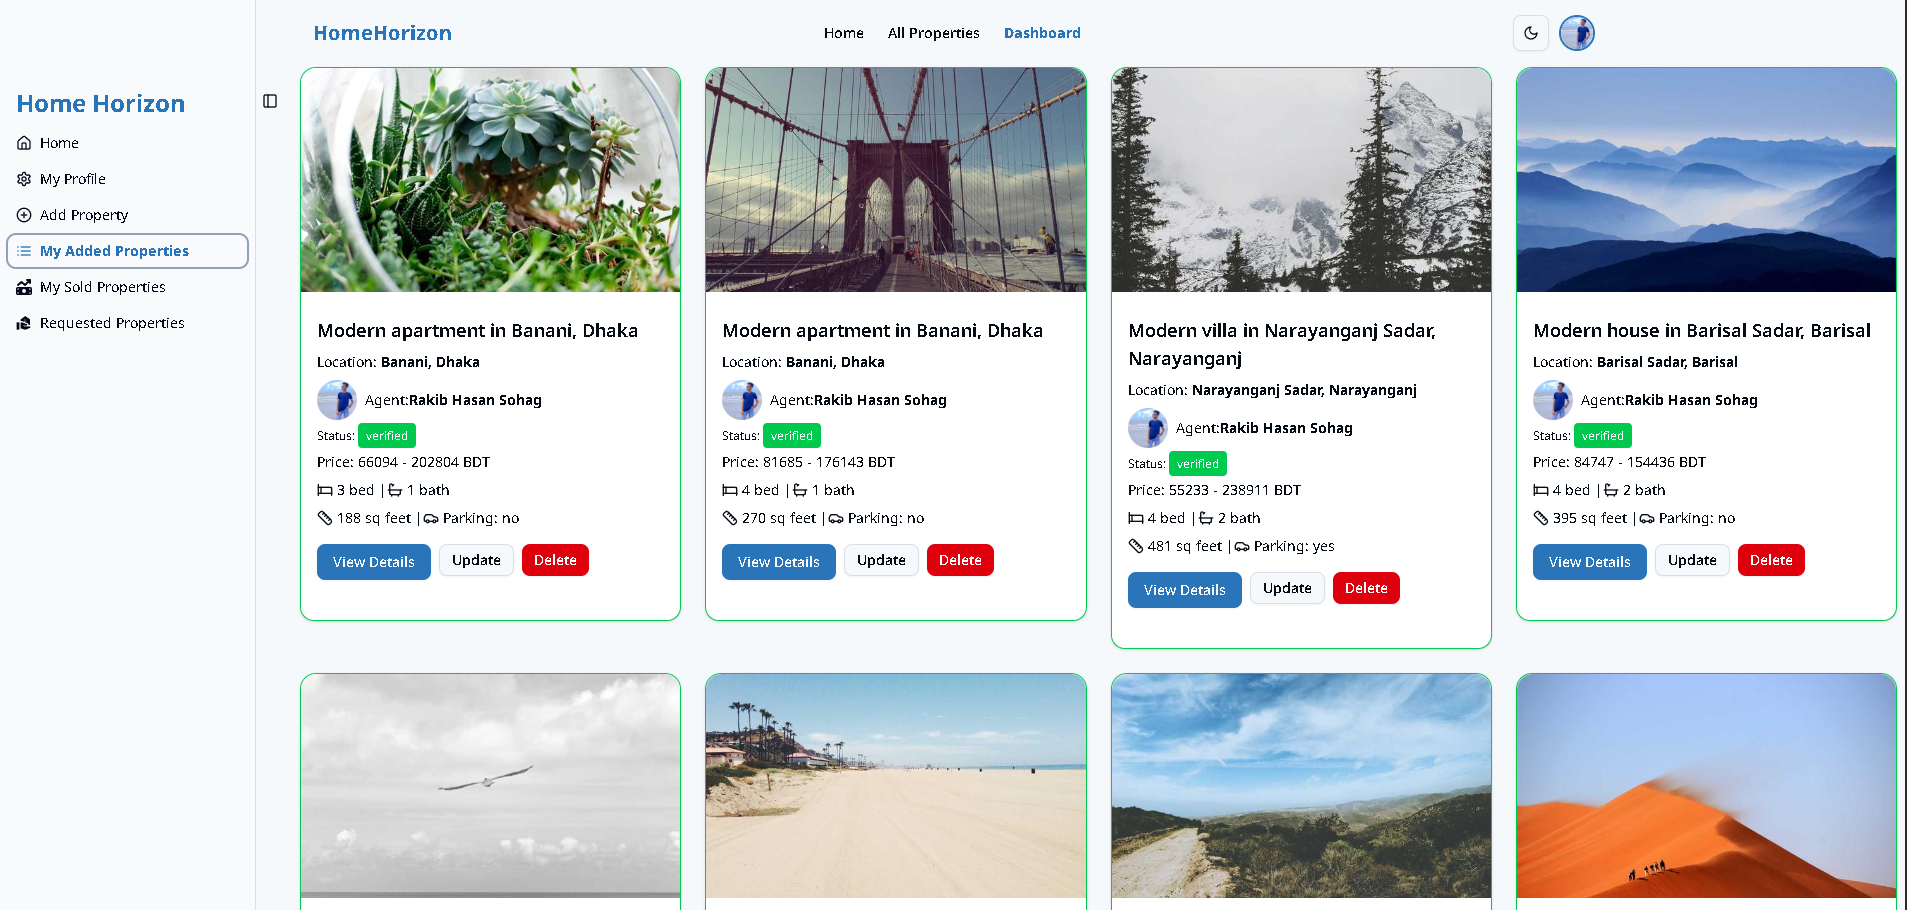 HomeHorizon
Home All Properties Dashboard
Home Horizon
Home
My Profile
Add Property
My Added Properties
My Sold Properties
Requested Properties
Modern apartment in Banani, Dhaka
Location: Banani, Dhaka
Agent:Rakib Hasan Sohag
Status: verified
Price: 66094 - 202804 BDT
3 bed | 1 bath
188 sq feet | Parking: no
View Details Update Delete
Modern apartment in Banani, Dhaka
Location: Banani, Dhaka
Agent:Rakib Hasan Sohag
Status: verified
Price: 81685 - 176143 BDT
4 bed | 1 bath
270 sq feet | Parking: no
View Details Update Delete
Modern villa in Narayanganj Sadar,
Narayanganj
Location: Narayanganj Sadar, Narayanganj
Agent:Rakib Hasan Sohag
Status: verified
Price: 55233 - 238911 BDT
4 bed | 2 bath
481 sq feet | Parking: yes
View Details Update Delete
Modern house in Barisal Sadar, Barisal
Location: Barisal Sadar, Barisal
Agent:Rakib Hasan Sohag
Status: verified
Price: 84747 - 154436 BDT
4 bed | 2 bath
395 sq feet | Parking: no
View Details Update Delete